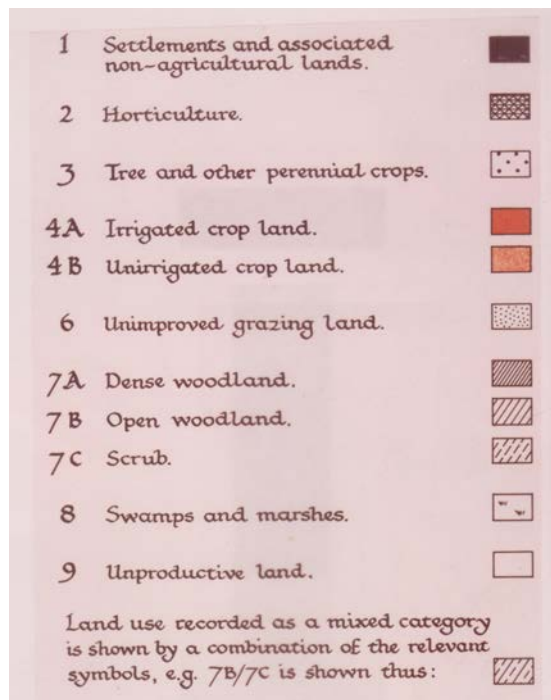 1 Settlements and associated
non-agricultural lands.
2 Horticulture.
3 Tree and other perennial crops.
4A Irrigated crop land.
4B Unirrigated crop land.
6 Unimproved grazing land.
7A Dense woodland.
7B Open woodland.
7C Scrub.
8 Swamps and marshes.
9 Unproductive land.
Land use recorded as a mixed category
is shown by a combination of the relevant
symbols, e.g. 7B/7C is shown thus: